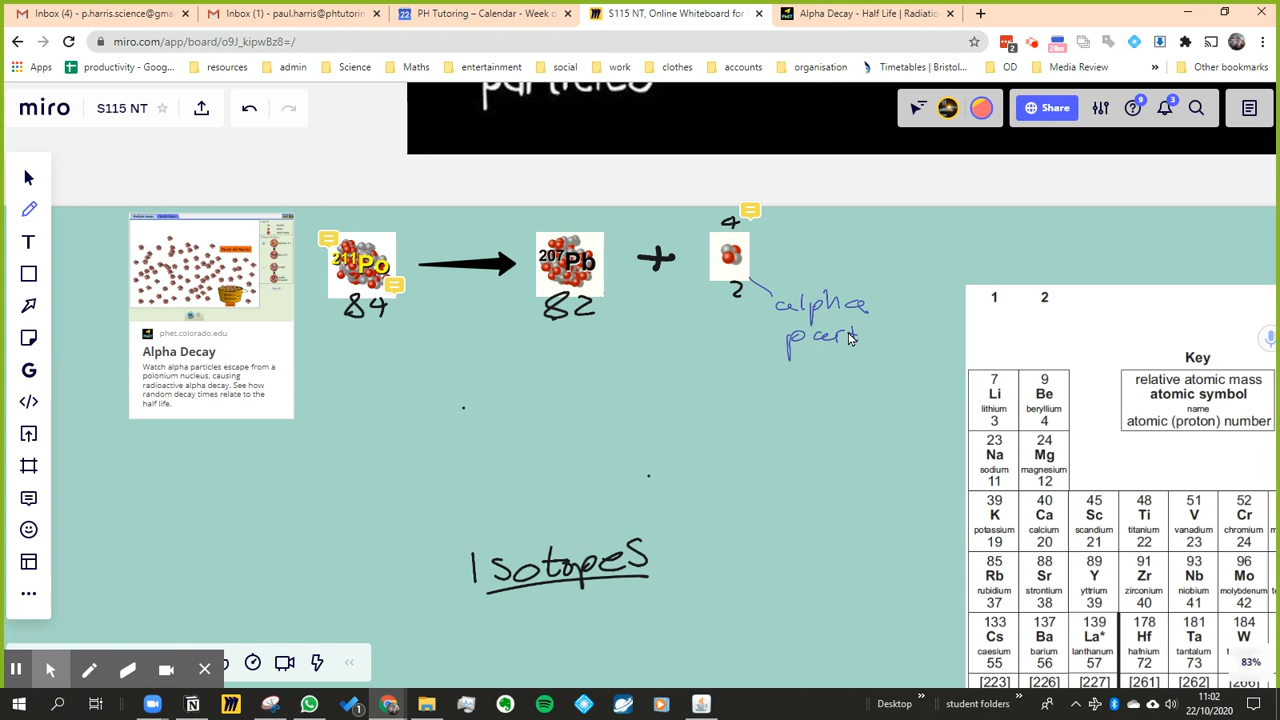 Inbox (4) - p.harris.science@gma
Inbox (1) - paul.harris@phtutorin
PH Tutoring – Calendar - Week o
S115 NT, Online Whiteboard for
Alpha Decay - Half Life | Radiatio
miro.com/app/board/o9J_kipwBz8=/
Apps
productivity - Goog...
resources
admin
Science
Maths
entertainment
social
work
clothes
accounts
organisation
Timetables | Bristol...
OD
Media Review
Other bookmarks
miro
S115 NT
Share
particles
211Po
84
207Pb
82
+
4
2
alpha
part
phet.colorado.edu
Alpha Decay
Watch alpha particles escape from a
polonium nucleus, causing
radioactive alpha decay. See how
random decay times relate to the
half life.
Isotopes
1 2
Key
relative atomic mass
atomic symbol
name
atomic (proton) number
7 9
Li Be
lithium beryllium
3 4
23 24
Na Mg
sodium magnesium
11 12
39 40 45 48 51 52
K Ca Sc Ti V Cr
potassium calcium scandium titanium vanadium chromium
19 20 21 22 23 24
85 88 89 91 93 96
Rb Sr Y Zr Nb Mo
rubidium strontium yttrium zirconium niobium molybdenum
37 38 39 40 41 42
133 137 139 178 181 184
Cs Ba La* Hf Ta W
caesium barium lanthanum hafnium tantalum
55 56 57 72 73
[223] [226] [227] [261] [262] [266]
83%
Desktop
student folders
11:02
22/10/2020